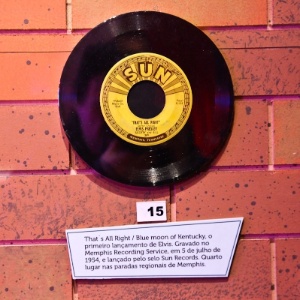 SUN
"THAT'S ALL RIGHT"
ELVIS PRESLEY
MEMPHIS, TENNESSEE
15
That´s All Right / Blue moon of Kentucky, o
primeiro lançamento de Elvis. Gravado no
Memphis Recording Service, em 5 de julho de
1954, e lançado pelo selo Sun Records. Quarto
lugar nas paradas regionais de Memphis.